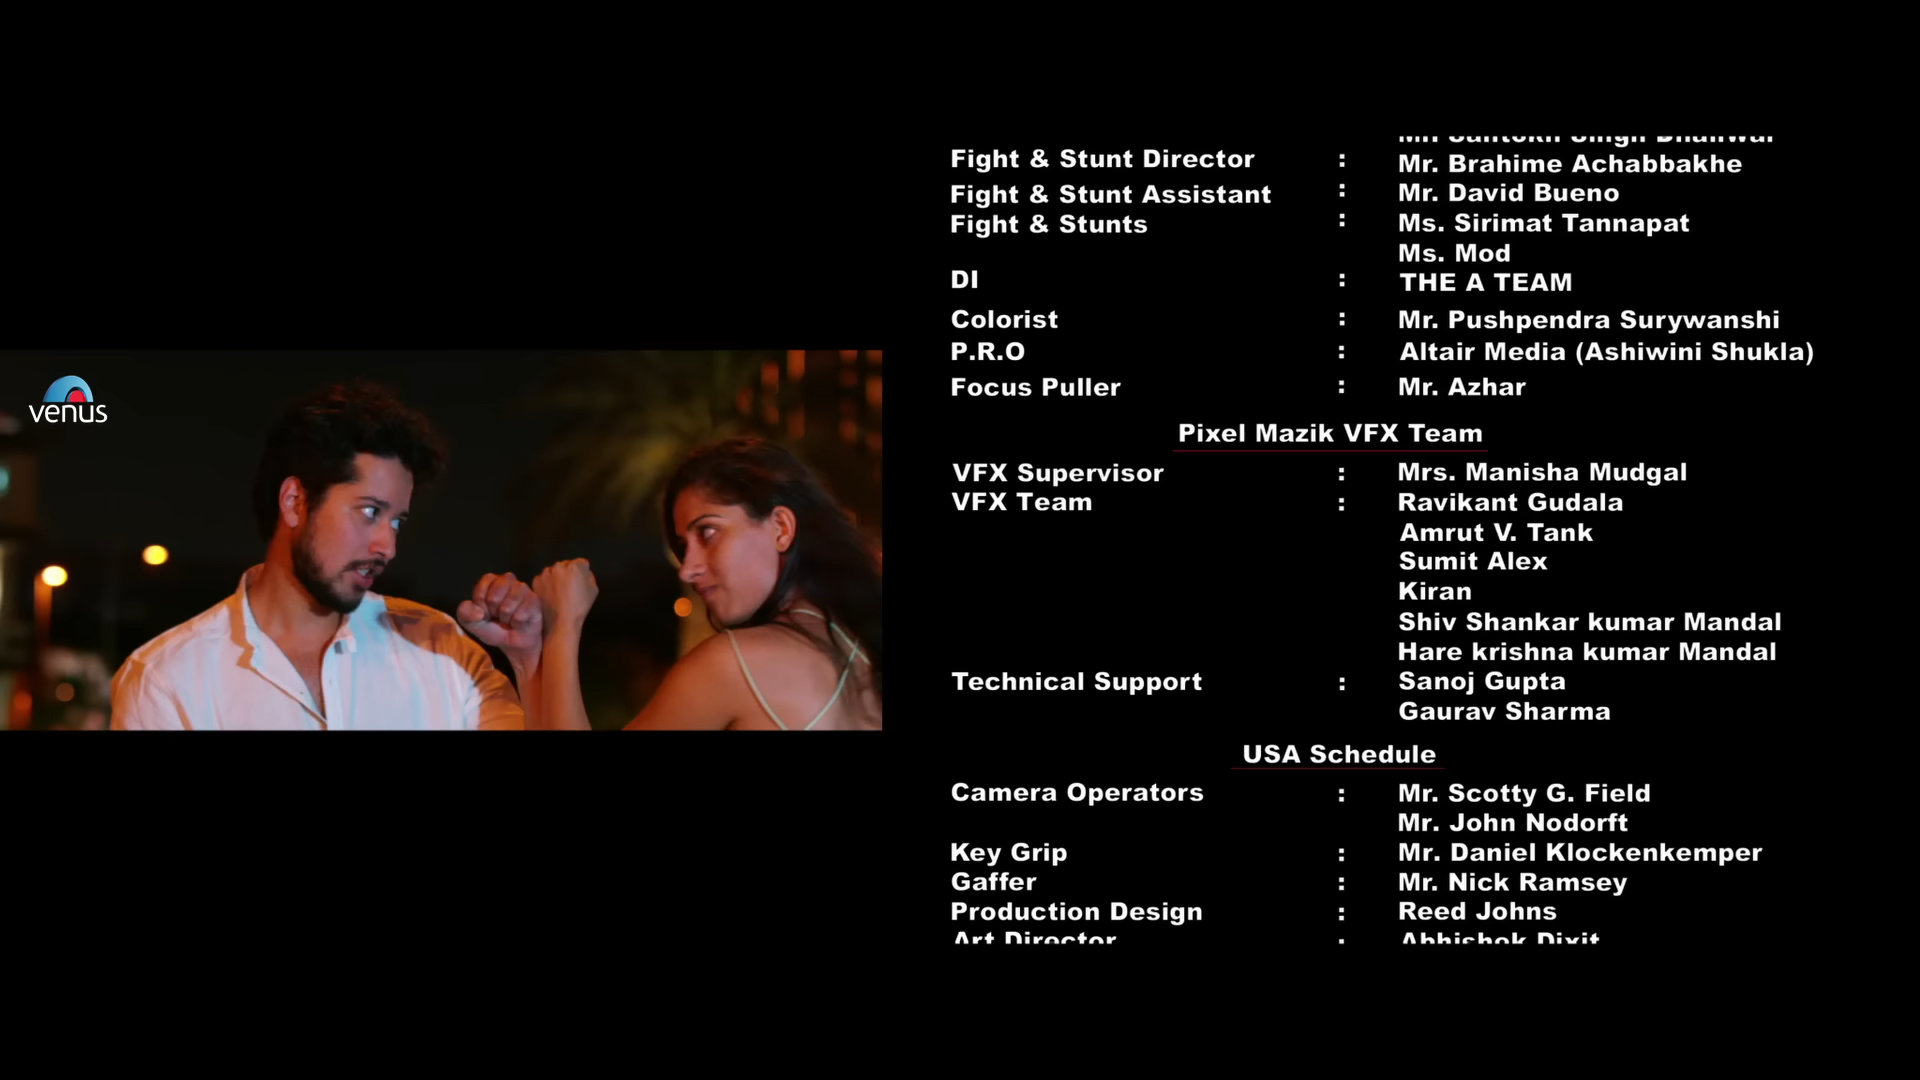 venus
Fight & Stunt Director : Mr. Brahime Achabbakhe
Fight & Stunt Assistant : Mr. David Bueno
Fight & Stunts : Ms. Sirimat Tannapat
Ms. Mod
DI : THE A TEAM
Colorist : Mr. Pushpendra Surywanshi
P.R.O : Altair Media (Ashiwini Shukla)
Focus Puller : Mr. Azhar
Pixel Mazik VFX Team
VFX Supervisor : Mrs. Manisha Mudgal
VFX Team : Ravikant Gudala
Amrut V. Tank
Sumit Alex
Kiran
Shiv Shankar kumar Mandal
Hare krishna kumar Mandal
Technical Support : Sanoj Gupta
Gaurav Sharma
USA Schedule
Camera Operators : Mr. Scotty G. Field
Mr. John Nodorft
Key Grip : Mr. Daniel Klockenkemper
Gaffer : Mr. Nick Ramsey
Production Design : Reed Johns
Art Director : Abhishek Dixit